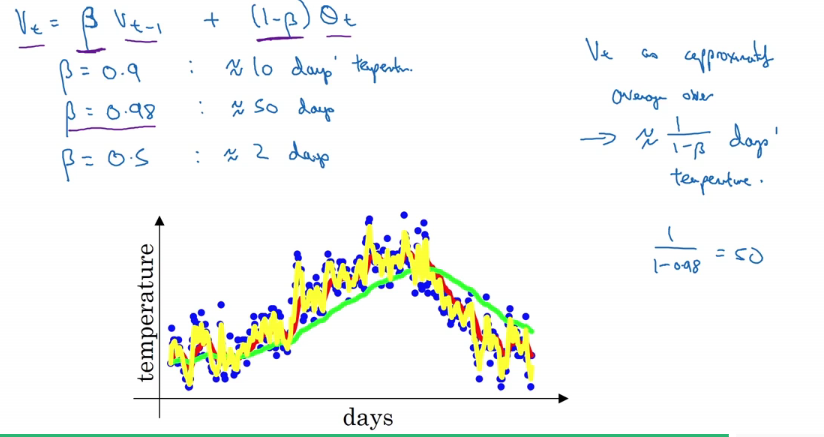 Vt = β Vt-1 + (1-β) θt
β = 0.9 : ≈ 10 days' temperatur.
β = 0.98 : ≈ 50 days
β = 0.5 : ≈ 2 days
Vt as approximately
average over
→ ≈ 1/(1-β) days'
temperature.
1/(1-0.98) = 50
temperature
days